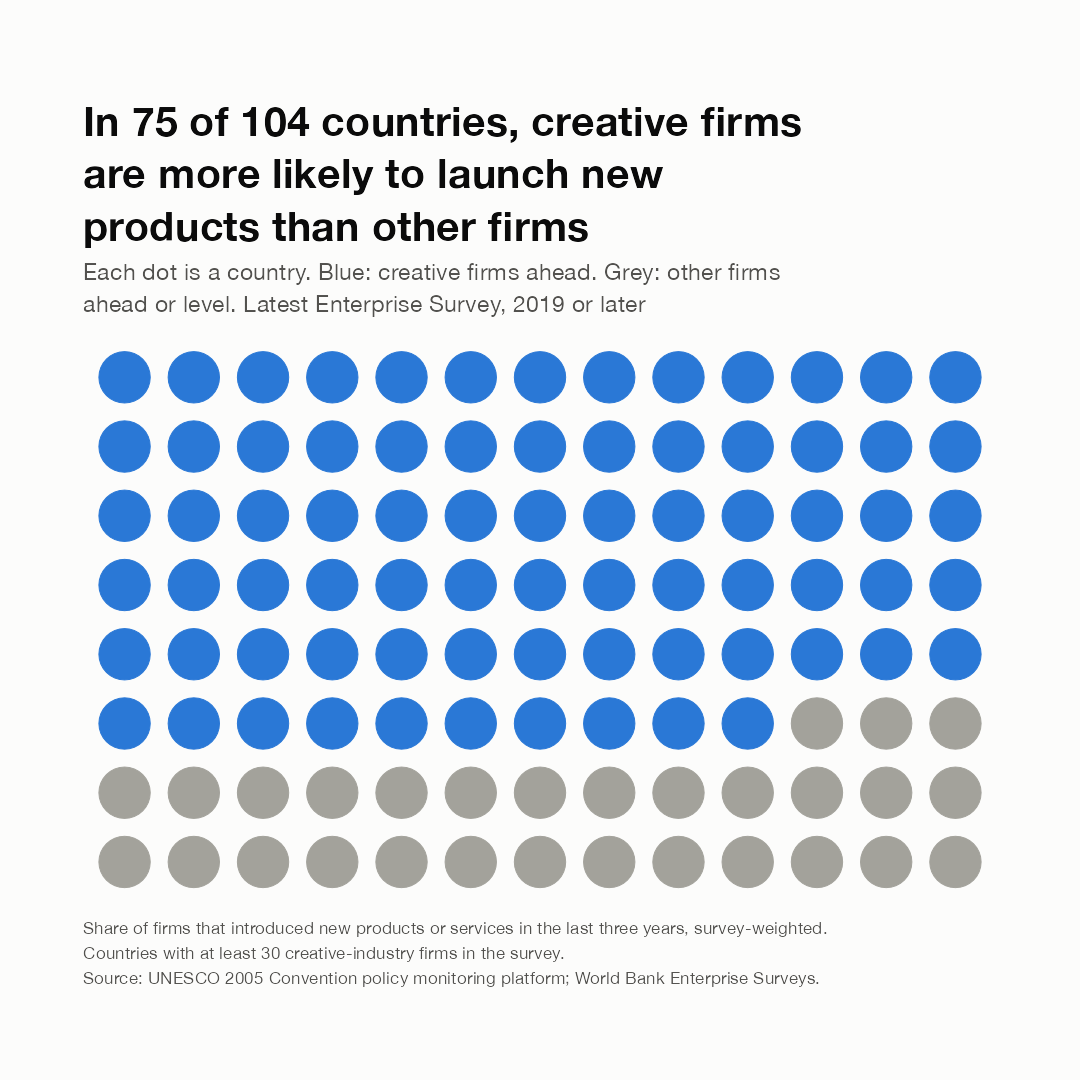 In 75 of 104 countries, creative firms
are more likely to launch new
products than other firms
Each dot is a country. Blue: creative firms ahead. Grey: other firms
ahead or level. Latest Enterprise Survey, 2019 or later
Share of firms that introduced new products or services in the last three years, survey-weighted.
Countries with at least 30 creative-industry firms in the survey.
Source: UNESCO 2005 Convention policy monitoring platform; World Bank Enterprise Surveys.